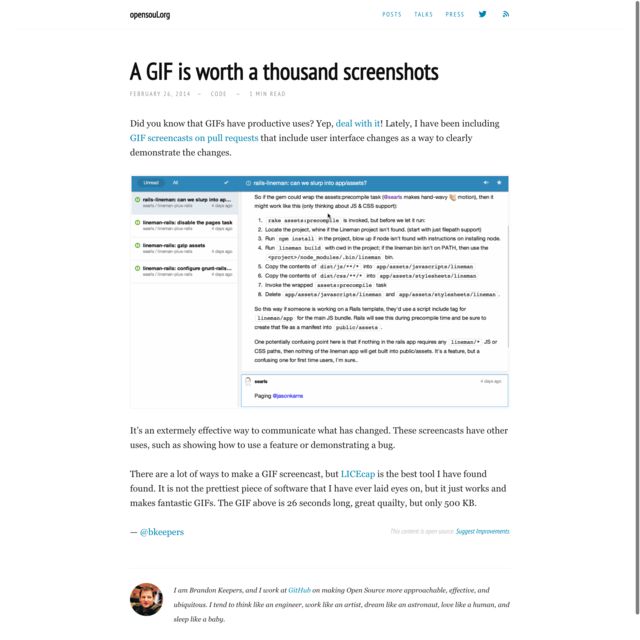 opensoul.org
POSTS TALKS PRESS
A GIF is worth a thousand screenshots
FEBRUARY 26, 2014 – CODE – 1 MIN READ
Did you know that GIFs have productive uses? Yep, deal with it! Lately, I have been including
GIF screencasts on pull requests that include user interface changes as a way to clearly
demonstrate the changes.
Unread All
rails-lineman: can we slurp into ap...
4 days ago
searls / lineman-plus-rails
lineman-rails: disable the pages task
4 days ago
searls / lineman-plus-rails
lineman-rails: gzip assets
4 days ago
searls / lineman-plus-rails
lineman-rails: configure grunt-rails...
4 days ago
searls / lineman-plus-rails
rails-lineman: can we slurp into app/assets?
So if the gem could wrap the assets:precompile task (@searls makes hand-wavy motion), then it
might work like this (only thinking about JS & CSS support):
1. rake assets:precompile is invoked, but before we let it run:
2. Locate the project, whine if the Lineman project isn't found. (start with just filepath support)
3. Run npm install in the project, blow up if node isn't found with instructions on installing node.
4. Run lineman build with cwd in the project; if the lineman bin isn't on PATH, then use the
<project>/node_modules/.bin/lineman bin.
5. Copy the contents of dist/js/**/* into app/assets/javascripts/lineman
6. Copy the contents of dist/css/**/* into app/assets/stylesheets/lineman
7. Invoke the wrapped assets:precompile task
8. Delete app/assets/javascripts/lineman and app/assets/stylesheets/lineman .
So this way if someone is working on a Rails template, they'd use a script include tag for
lineman/app for the main JS bundle. Rails will see this during precompile time and be sure to
create that file as a manifest into public/assets .
One potentially confusing point here is that if nothing in the rails app requires any lineman/* JS or
CSS paths, then nothing of the lineman app will get built into public/assets. It's a feature, but a
confusing one for first time users, I'm sure..
searls
4 days ago
Paging @jasonkarns
It's an extermely effective way to communicate what has changed. These screencasts have other
uses, such as showing how to use a feature or demonstrating a bug.
There are a lot of ways to make a GIF screencast, but LICEcap is the best tool I have found
found. It is not the prettiest piece of software that I have ever laid eyes on, but it just works and
makes fantastic GIFs. The GIF above is 26 seconds long, great quailty, but only 500 KB.
— @bkeepers
This content is open source. Suggest Improvements
I am Brandon Keepers, and I work at GitHub on making Open Source more approachable, effective, and
ubiquitous. I tend to think like an engineer, work like an artist, dream like an astronaut, love like a human, and
sleep like a baby.